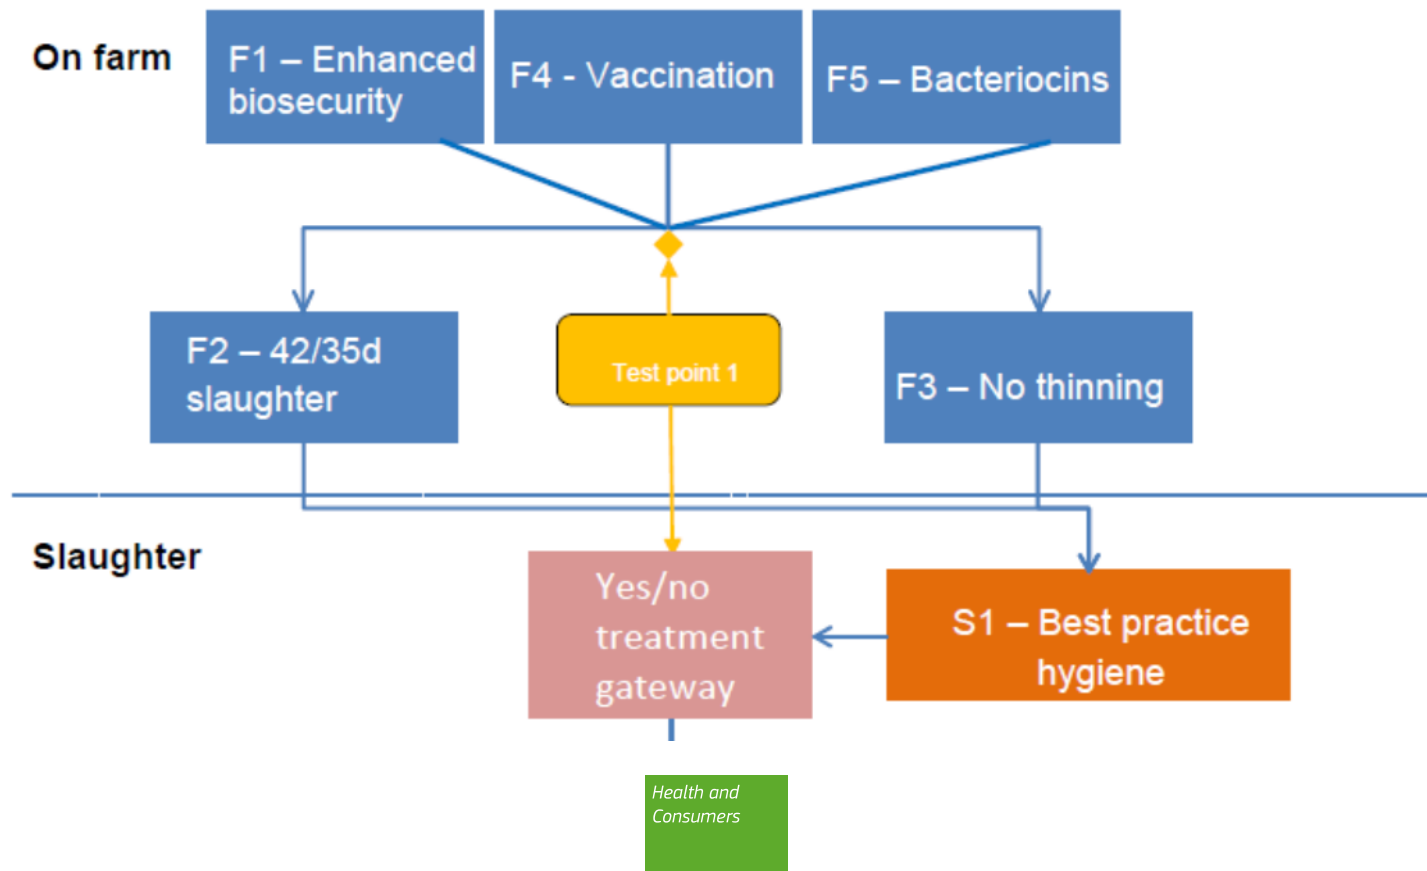 On farm
F1 – Enhanced
biosecurity
F4 - Vaccination
F5 – Bacteriocins
F2 – 42/35d
slaughter
Test point 1
F3 – No thinning
Slaughter
Yes/no
treatment
gateway
S1 – Best practice
hygiene
Health and
Consumers